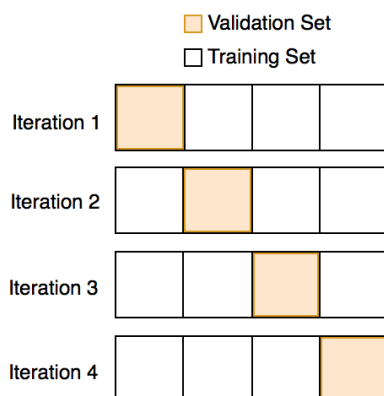 Validation Set
Training Set
Iteration 1
Iteration 2
Iteration 3
Iteration 4